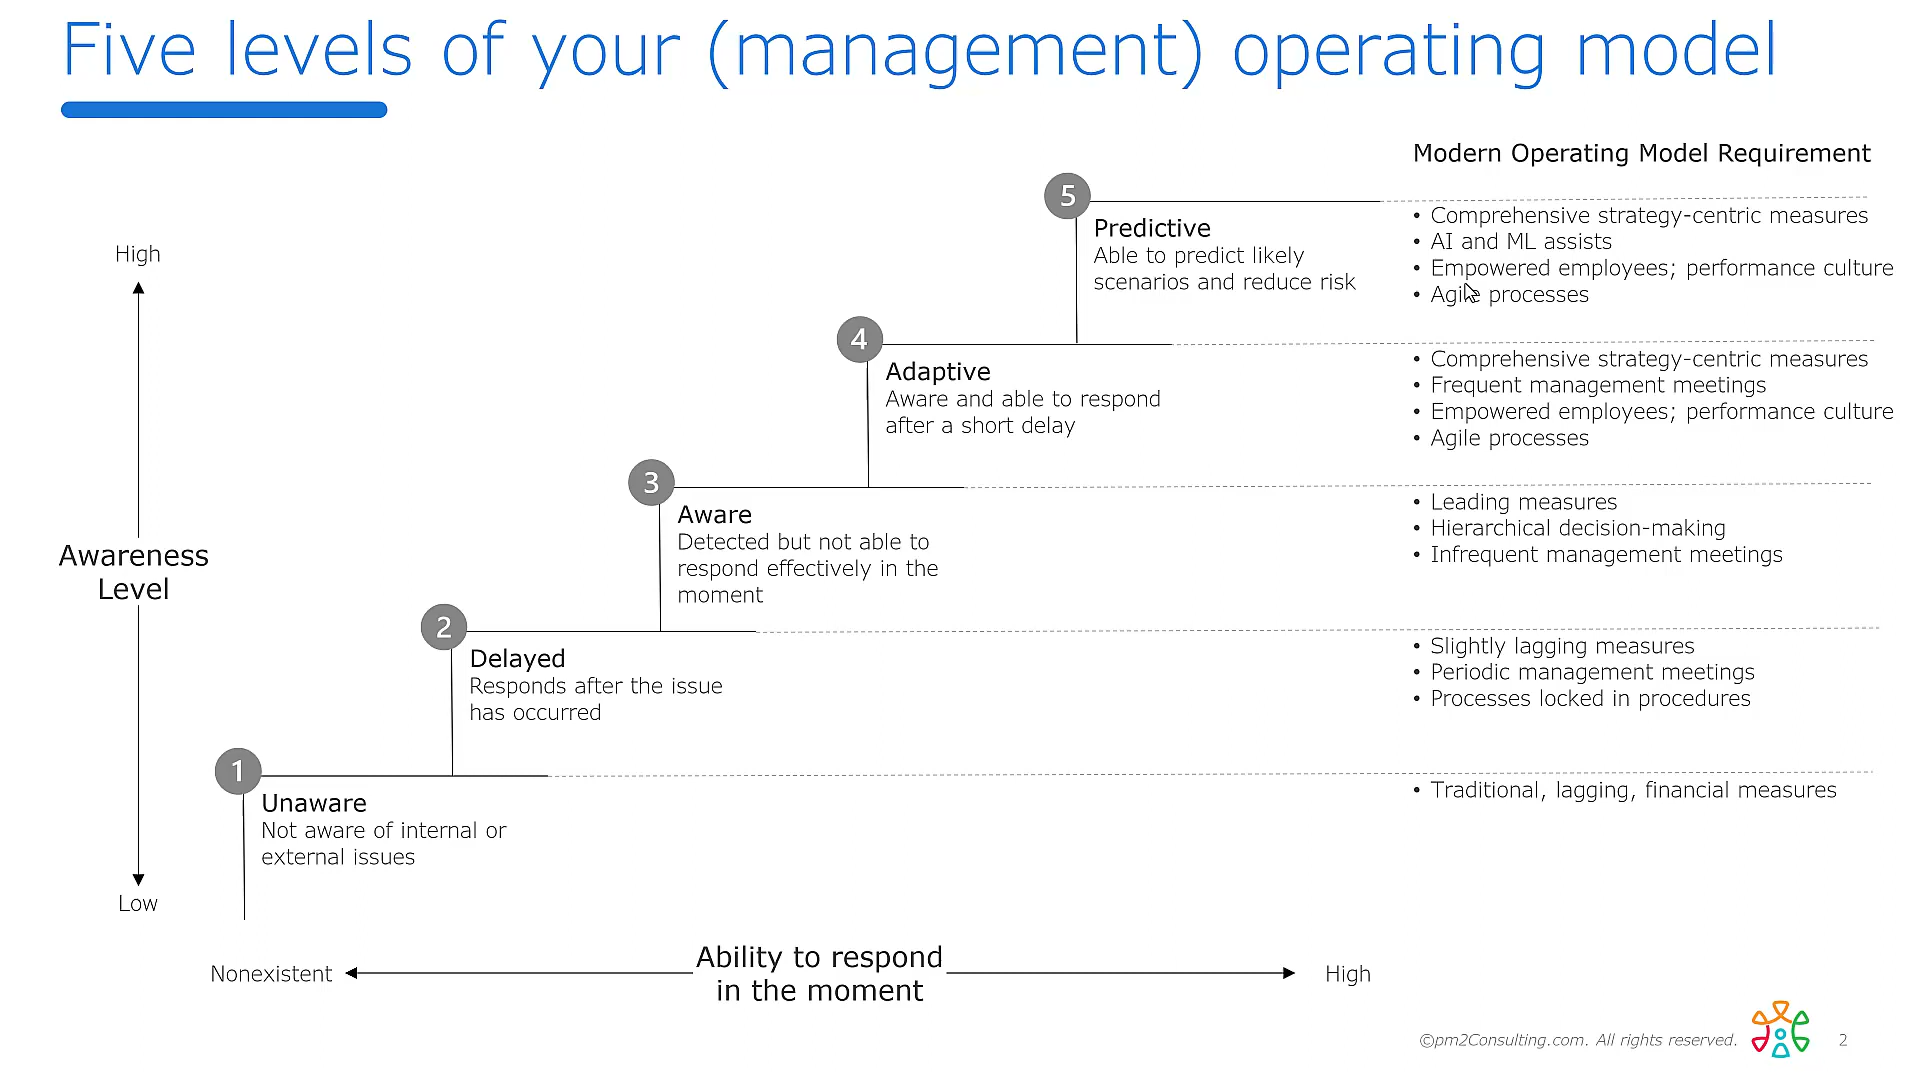 Five levels of your (management) operating model
Modern Operating Model Requirement
5
Predictive
Able to predict likely
scenarios and reduce risk
• Comprehensive strategy-centric measures
• AI and ML assists
• Empowered employees; performance culture
• Agile processes
High
4
Adaptive
Aware and able to respond
after a short delay
• Comprehensive strategy-centric measures
• Frequent management meetings
• Empowered employees; performance culture
• Agile processes
3
Aware
Detected but not able to
respond effectively in the
moment
• Leading measures
• Hierarchical decision-making
• Infrequent management meetings
Awareness
Level
2
Delayed
Responds after the issue
has occurred
• Slightly lagging measures
• Periodic management meetings
• Processes locked in procedures
1
Unaware
Not aware of internal or
external issues
• Traditional, lagging, financial measures
Low
Nonexistent
Ability to respond
in the moment
High
©pm2Consulting.com. All rights reserved.
2